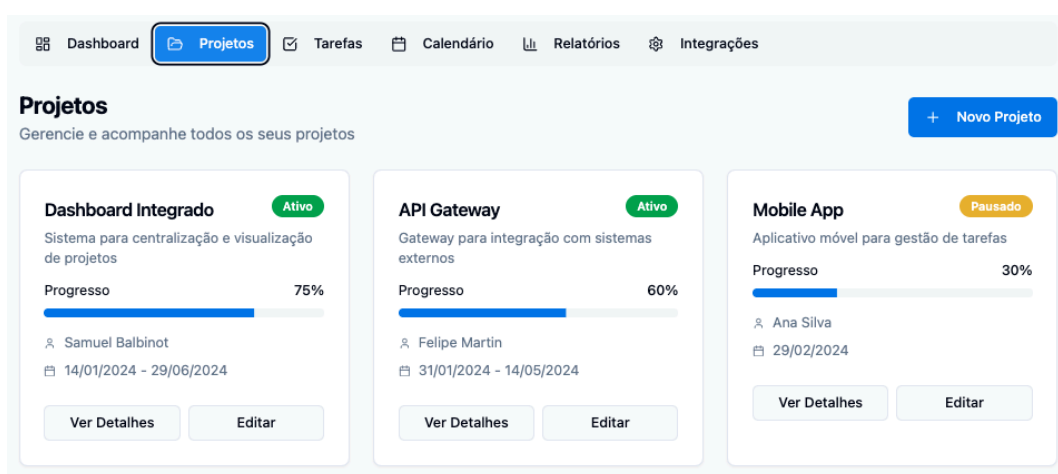 Dashboard Projetos Tarefas Calendário Relatórios Integrações
Projetos
Gerencie e acompanhe todos os seus projetos
+ Novo Projeto
Dashboard Integrado Ativo
Sistema para centralização e visualização
de projetos
Progresso 75%
Samuel Balbinot
14/01/2024 - 29/06/2024
Ver Detalhes Editar
API Gateway Ativo
Gateway para integração com sistemas
externos
Progresso 60%
Felipe Martin
31/01/2024 - 14/05/2024
Ver Detalhes Editar
Mobile App Pausado
Aplicativo móvel para gestão de tarefas
Progresso 30%
Ana Silva
29/02/2024
Ver Detalhes Editar